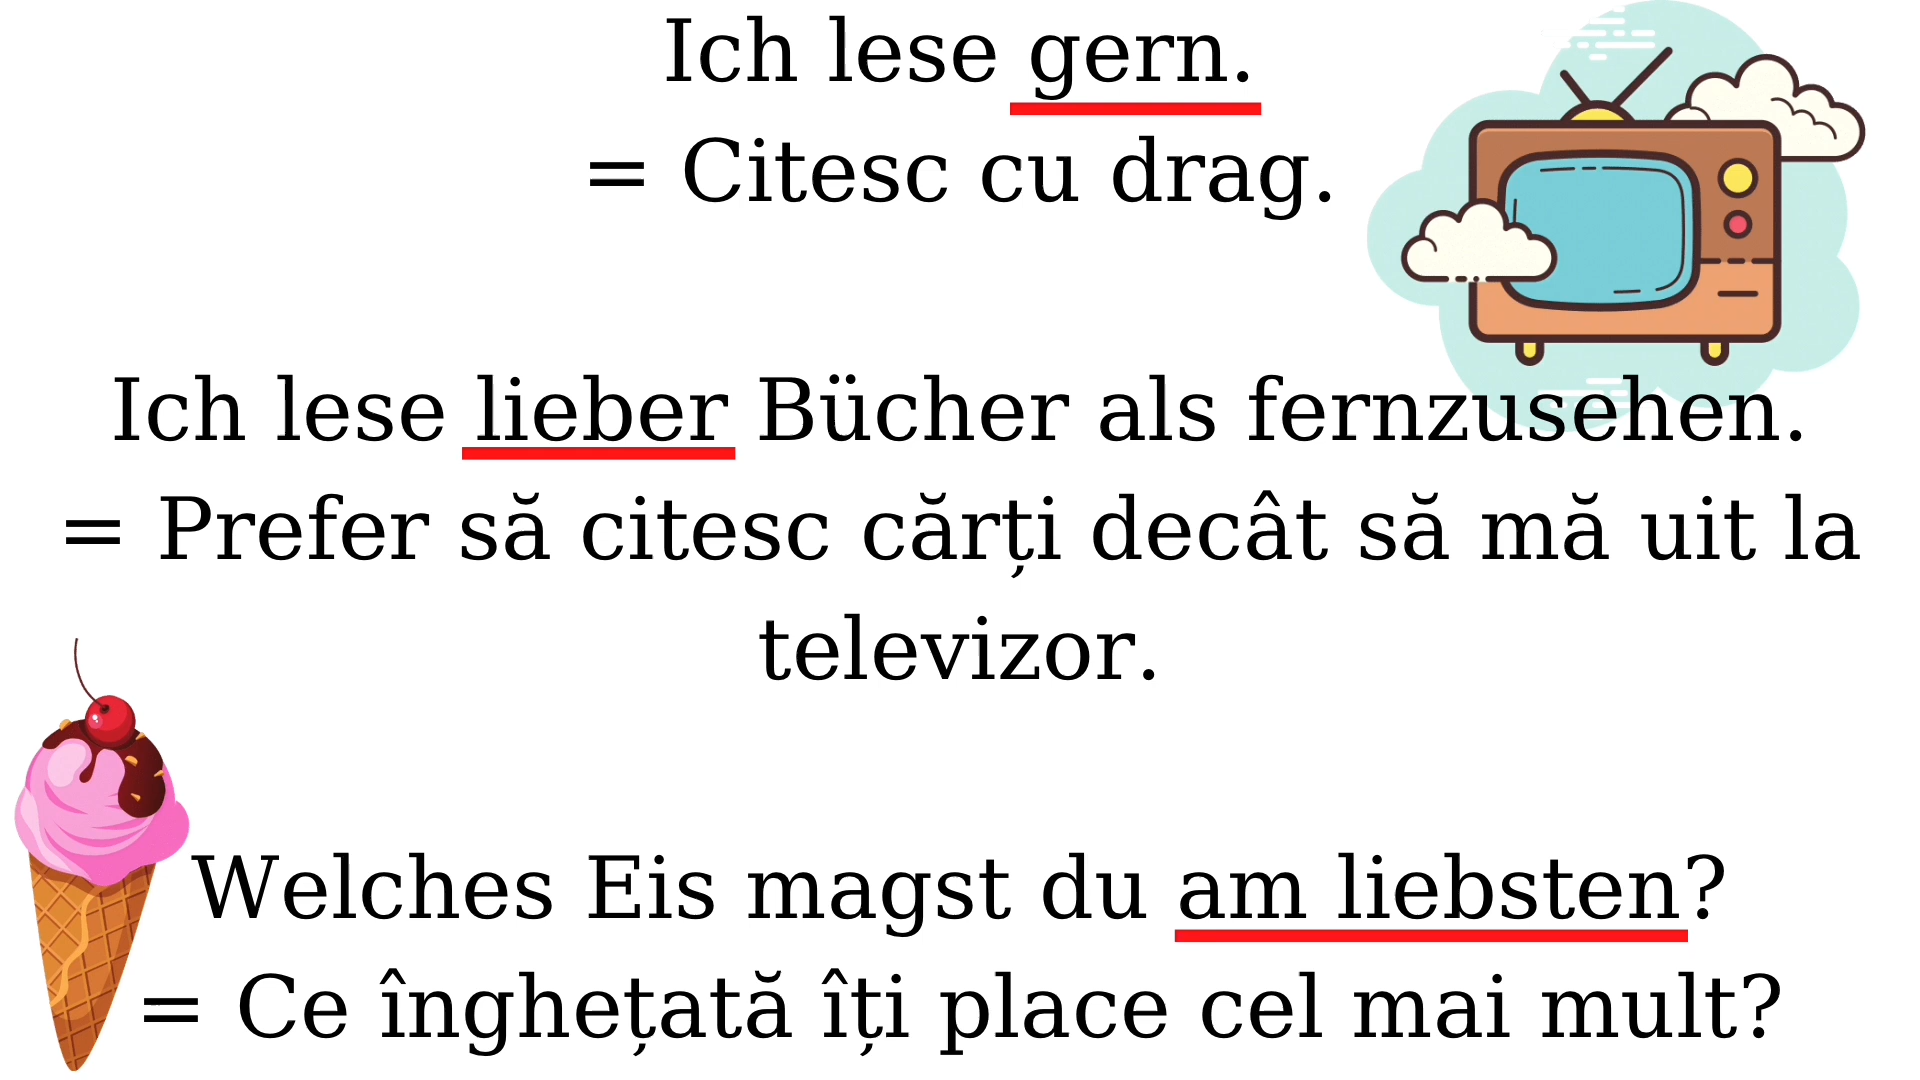 Ich lese gern.
= Citesc cu drag.
Ich lese lieber Bücher als fernzusehen.
= Prefer să citesc cărți decât să mă uit la
televizor.
Welches Eis magst du am liebsten?
= Ce înghețată îți place cel mai mult?